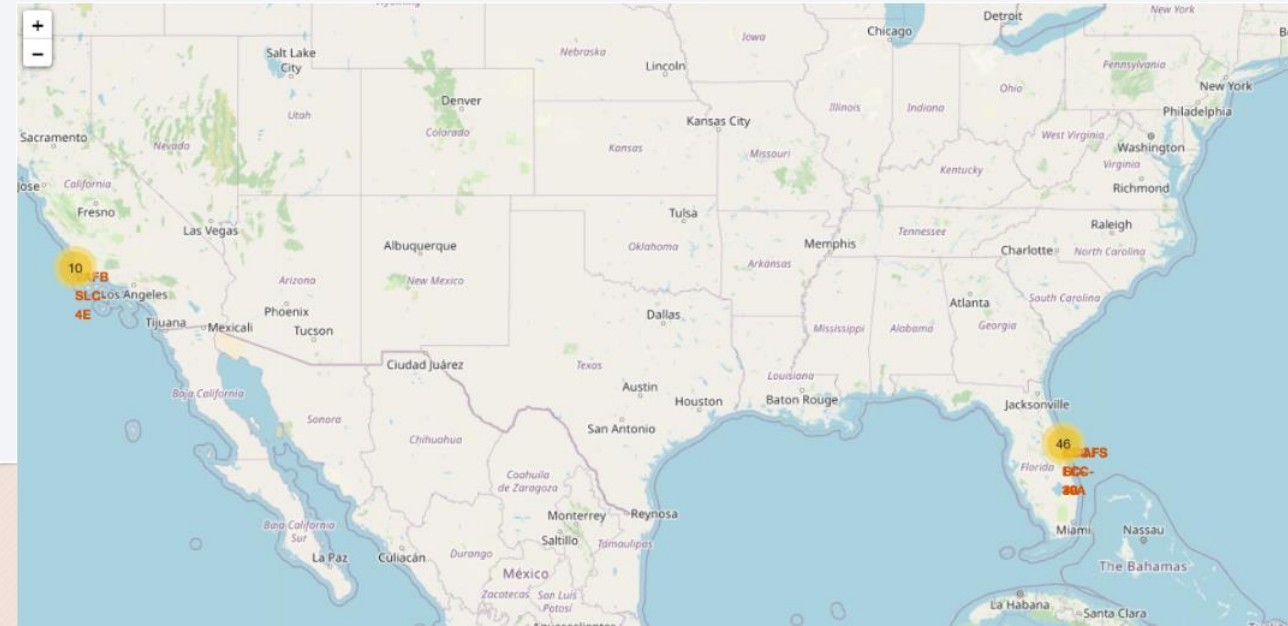 +
−
Wyoming
Salt Lake
City
Nebraska
Iowa
Chicago
Detroit
New York
Lincoln
Pennsylvania
New York
Denver
Utah
Colorado
Illinois
Indiana
Ohio
Philadelphia
Kansas City
Sacramento
Nevada
Kansas
Missouri
West Virginia
Washington
Kentucky
Virginia
Richmond
Jose
California
Fresno
Las Vegas
Tulsa
Raleigh
Albuquerque
Oklahoma
Memphis
Tennessee
Charlotte
North Carolina
10
Arkansas
Arizona
New Mexico
SLC-
Los Angeles
4E
Phoenix
Atlanta
South Carolina
Tijuana
Mexicali
Tucson
Dallas
Mississippi
Alabama
Georgia
Ciudad Juárez
Texas
Louisiana
Baja California
Austin
Houston
Baton Rouge
Jacksonville
Sonora
Chihuahua
San Antonio
46
Florida
Coahuila
de Zaragoza
Monterrey
Reynosa
Baja California
Sur
Saltillo
Tamaulipas
Miami
Nassau
La Paz
Culiacán
Durango
México
The Bahamas
Zacatecas
San Luis
Potosí
La Habana
Santa Clara